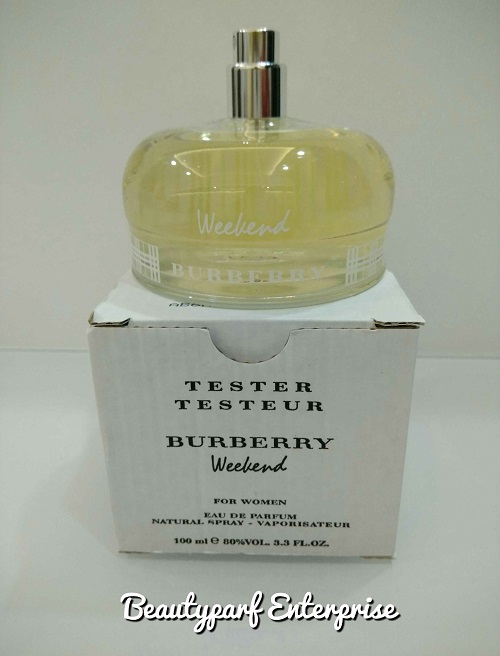 Weekend
BURBERRY
TESTER
TESTEUR
BURBERRY
Weekend
FOR WOMEN
EAU DE PARFUM
NATURAL SPRAY - VAPORISATEUR
100 ml ℮ 80%VOL. 3.3 FL.OZ.
Beautyparf Enterprise